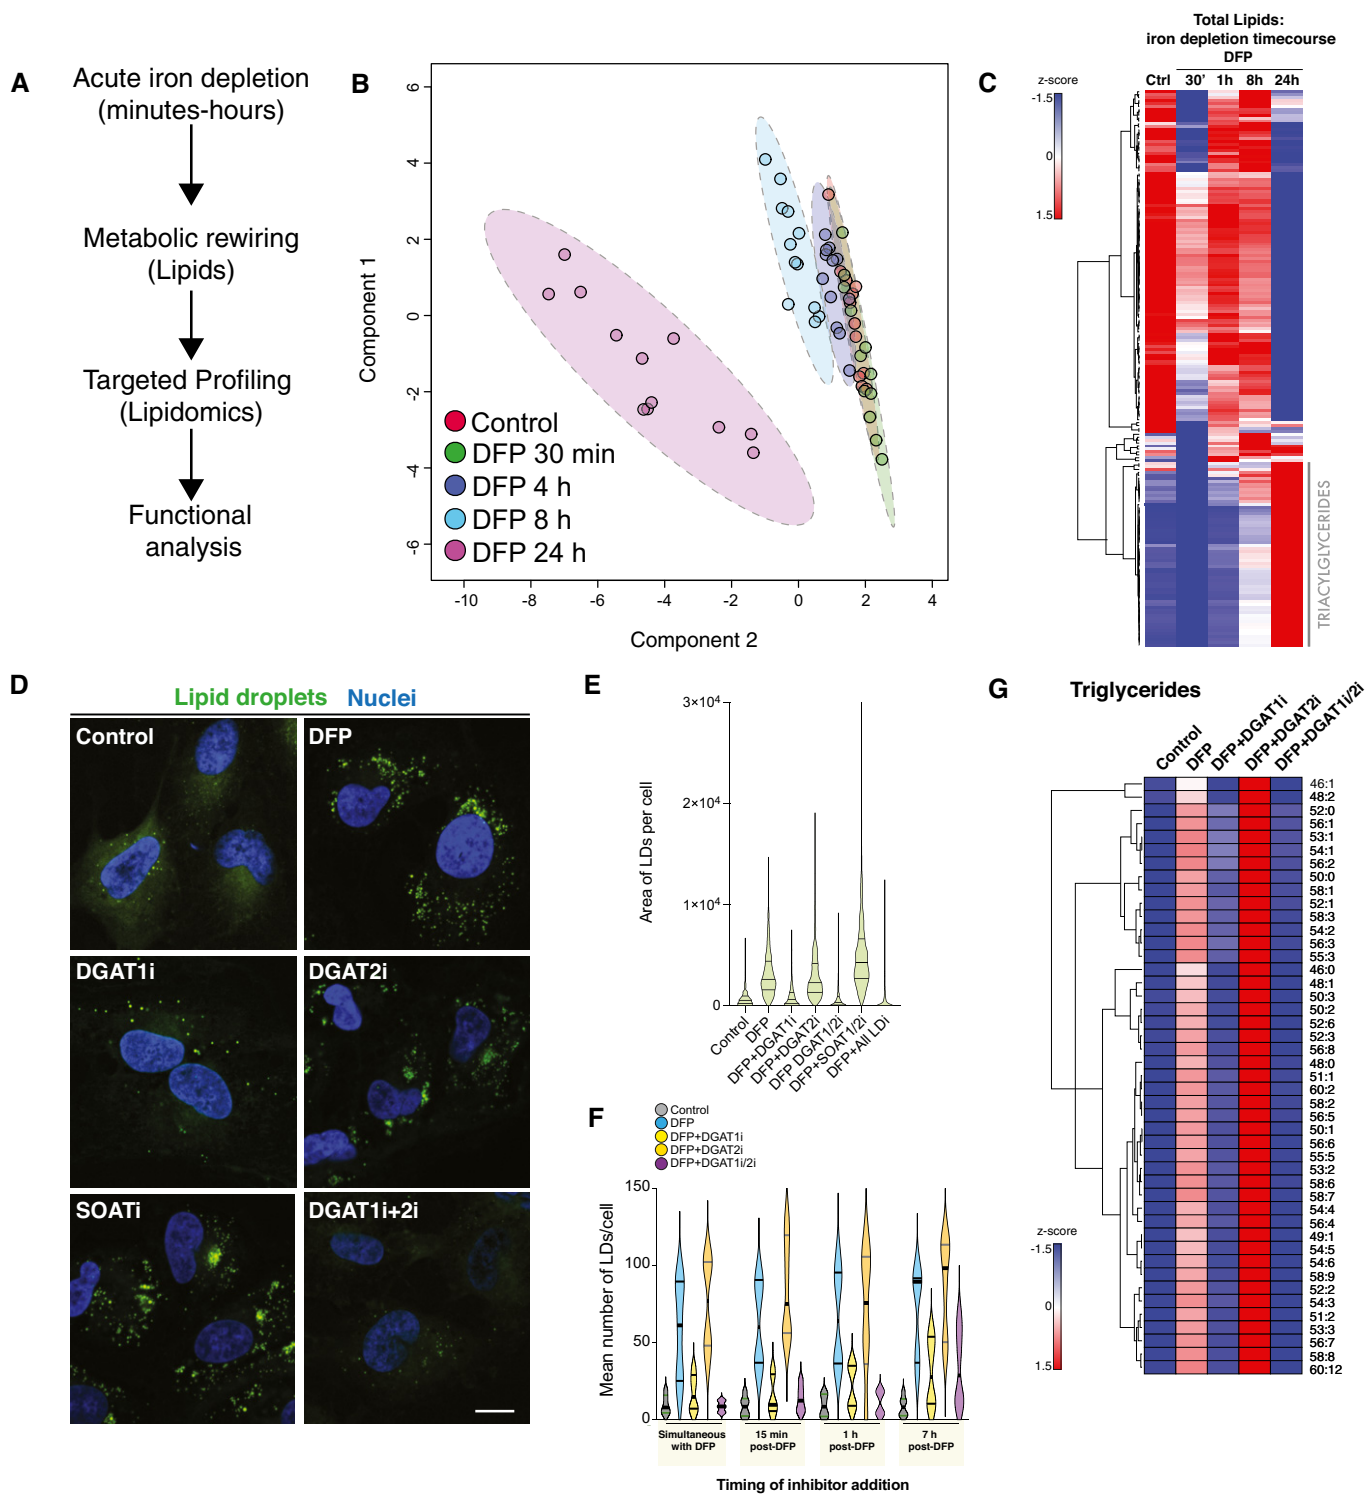 A
Acute iron depletion
(minutes-hours)
Metabolic rewiring
(Lipids)
Targeted Profiling
(Lipidomics)
Functional
analysis
B
Component 1
6
4
2
0
-2
-4
-6
Control
DFP 30 min
DFP 4 h
DFP 8 h
DFP 24 h
-10
-8
-6
-4
-2
0
2
4
Component 2
C
Total Lipids:
iron depletion timecourse
DFP
z-score
-1.5
0
1.5
Ctrl
30'
1h
8h
24h
TRIACYLGLYCERIDES
D
Lipid droplets Nuclei
Control
DFP
DGAT1i
DGAT2i
SOATi
DGAT1i+2i
E
Area of LDs per cell
3×10⁴
2×10⁴
1×10⁴
0
Control
DFP
DFP+DGAT1i
DFP+DGAT2i
DFP DGAT1/2i
DFP+SOAT1/2i
DFP+All LDi
F
Control
DFP
DFP+DGAT1i
DFP+DGAT2i
DFP+DGAT1i/2i
Mean number of LDs/cell
150
100
50
0
Simultaneous
with DFP
15 min
post-DFP
1 h
post-DFP
7 h
post-DFP
Timing of inhibitor addition
G
Triglycerides
Control
DFP
DFP+DGAT1i
DFP+DGAT2i
DFP+DGAT1i/2i
z-score
-1.5
0
1.5
46:1
48:2
52:0
56:1
53:1
54:1
56:2
50:0
58:1
52:1
58:3
54:2
56:3
55:3
46:0
48:1
50:3
50:2
52:6
52:3
56:8
48:0
51:1
60:2
58:2
56:5
50:1
56:6
55:5
53:2
58:6
58:7
54:4
56:4
49:1
54:5
54:6
58:9
52:2
54:3
51:2
53:3
56:7
58:8
60:12